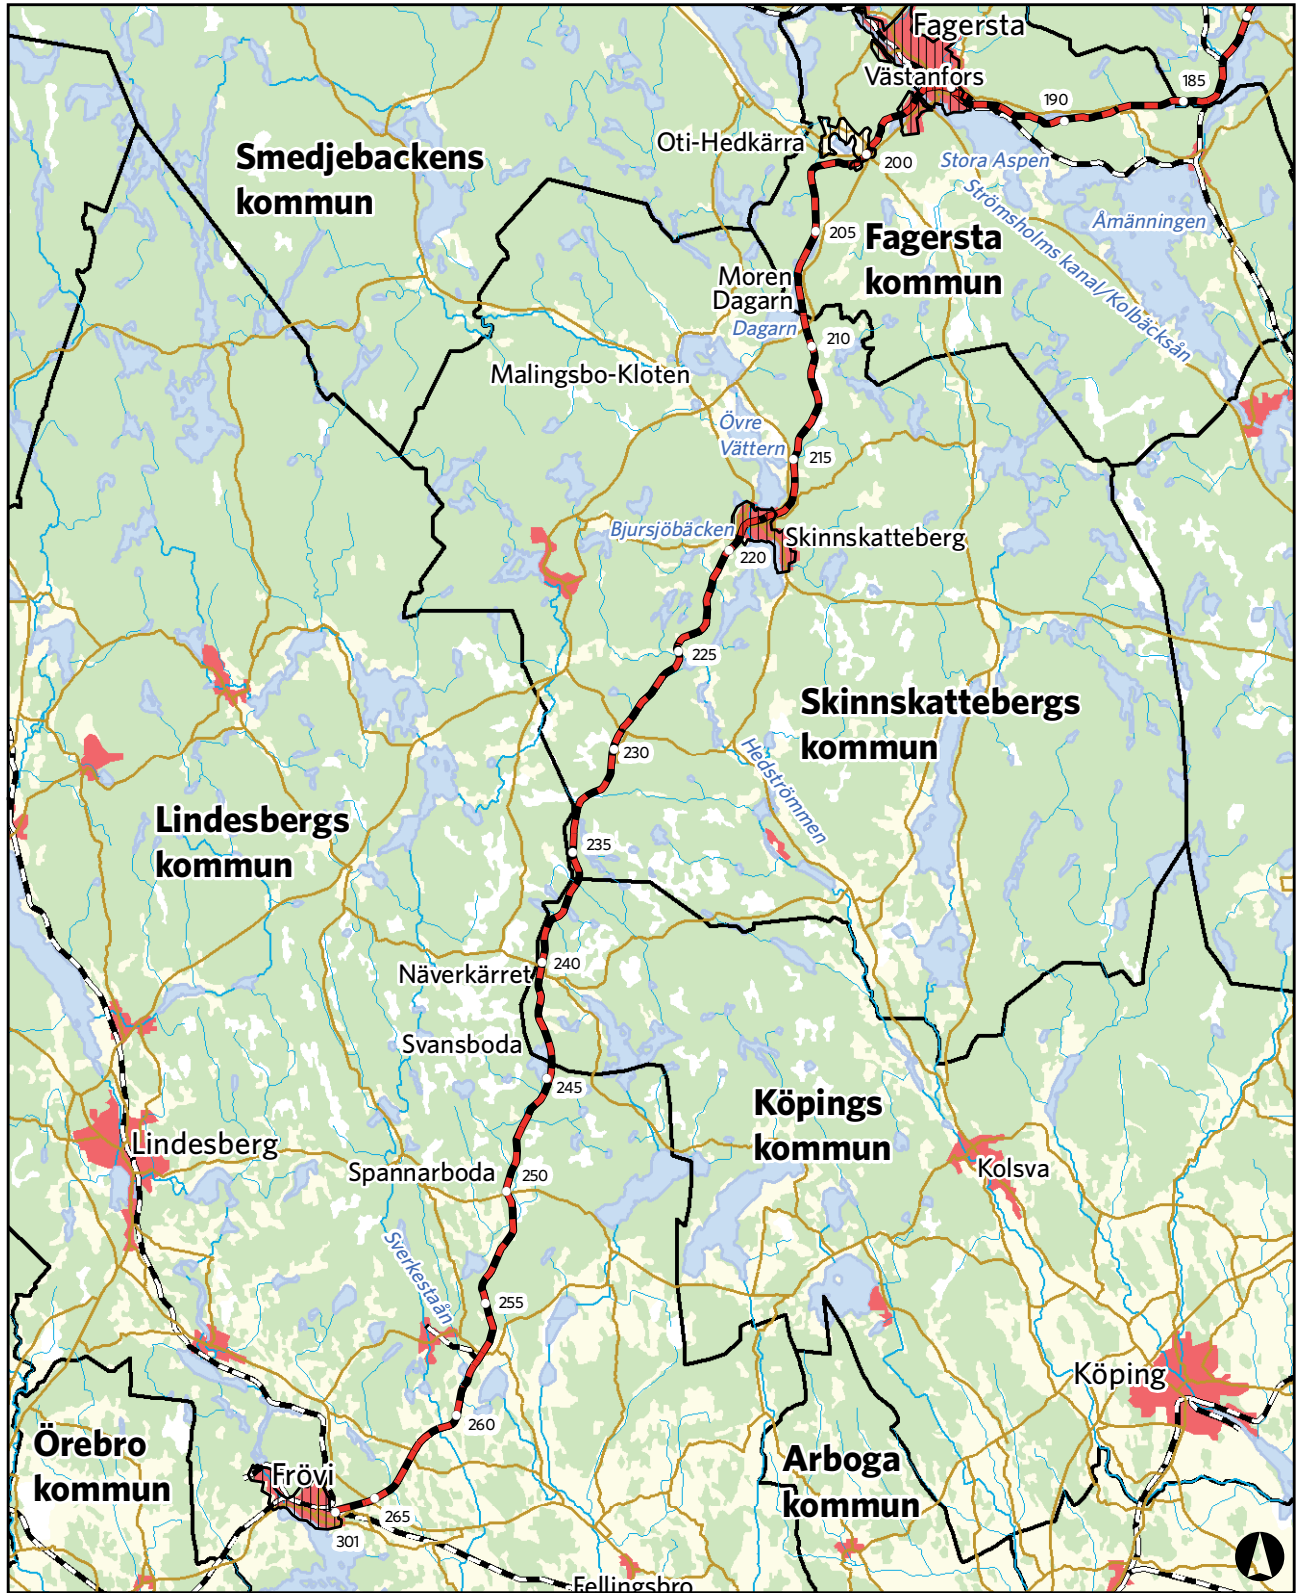 Fagersta
Västanfors
185
190
Oti-Hedkärra
200
Stora Aspen
Smedjebackens
kommun
Strömsholms kanal/Kolbäcksån
Åmänningen
205
Fagersta
kommun
Moren
Dagarn
Dagarn
210
Malingsbo-Kloten
Övre
Vättern
215
Bjursjöbäcken
Skinnskatteberg
220
225
Skinnskattebergs
kommun
230
Hedströmmen
Lindesbergs
kommun
235
Näverkärret
240
Svansboda
245
Köpings
kommun
Lindesberg
Kolsva
Spannarboda
250
Sverkestaån
255
Köping
260
Örebro
kommun
Arboga
kommun
Frövi
265
301
Fellingsbro